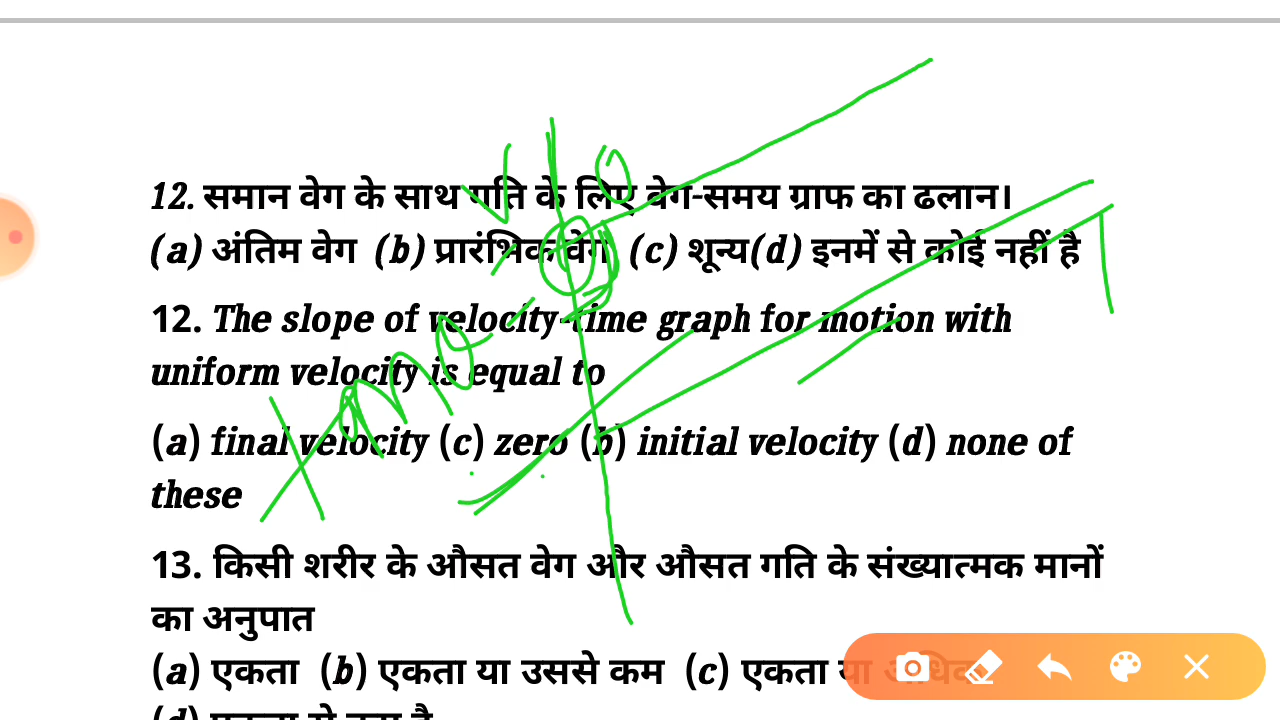 12. समान वेग के साथ गति के लिए वेग-समय ग्राफ का ढलान।
(a) अंतिम वेग (b) प्रारंभिक वेग (c) शून्य(d) इनमें से कोई नहीं है
12. The slope of velocity-time graph for motion with
uniform velocity is equal to
(a) final velocity (c) zero (b) initial velocity (d) none of
these
13. किसी शरीर के औसत वेग और औसत गति के संख्यात्मक मानों
का अनुपात
(a) एकता (b) एकता या उससे कम (c) एकता या अधिक